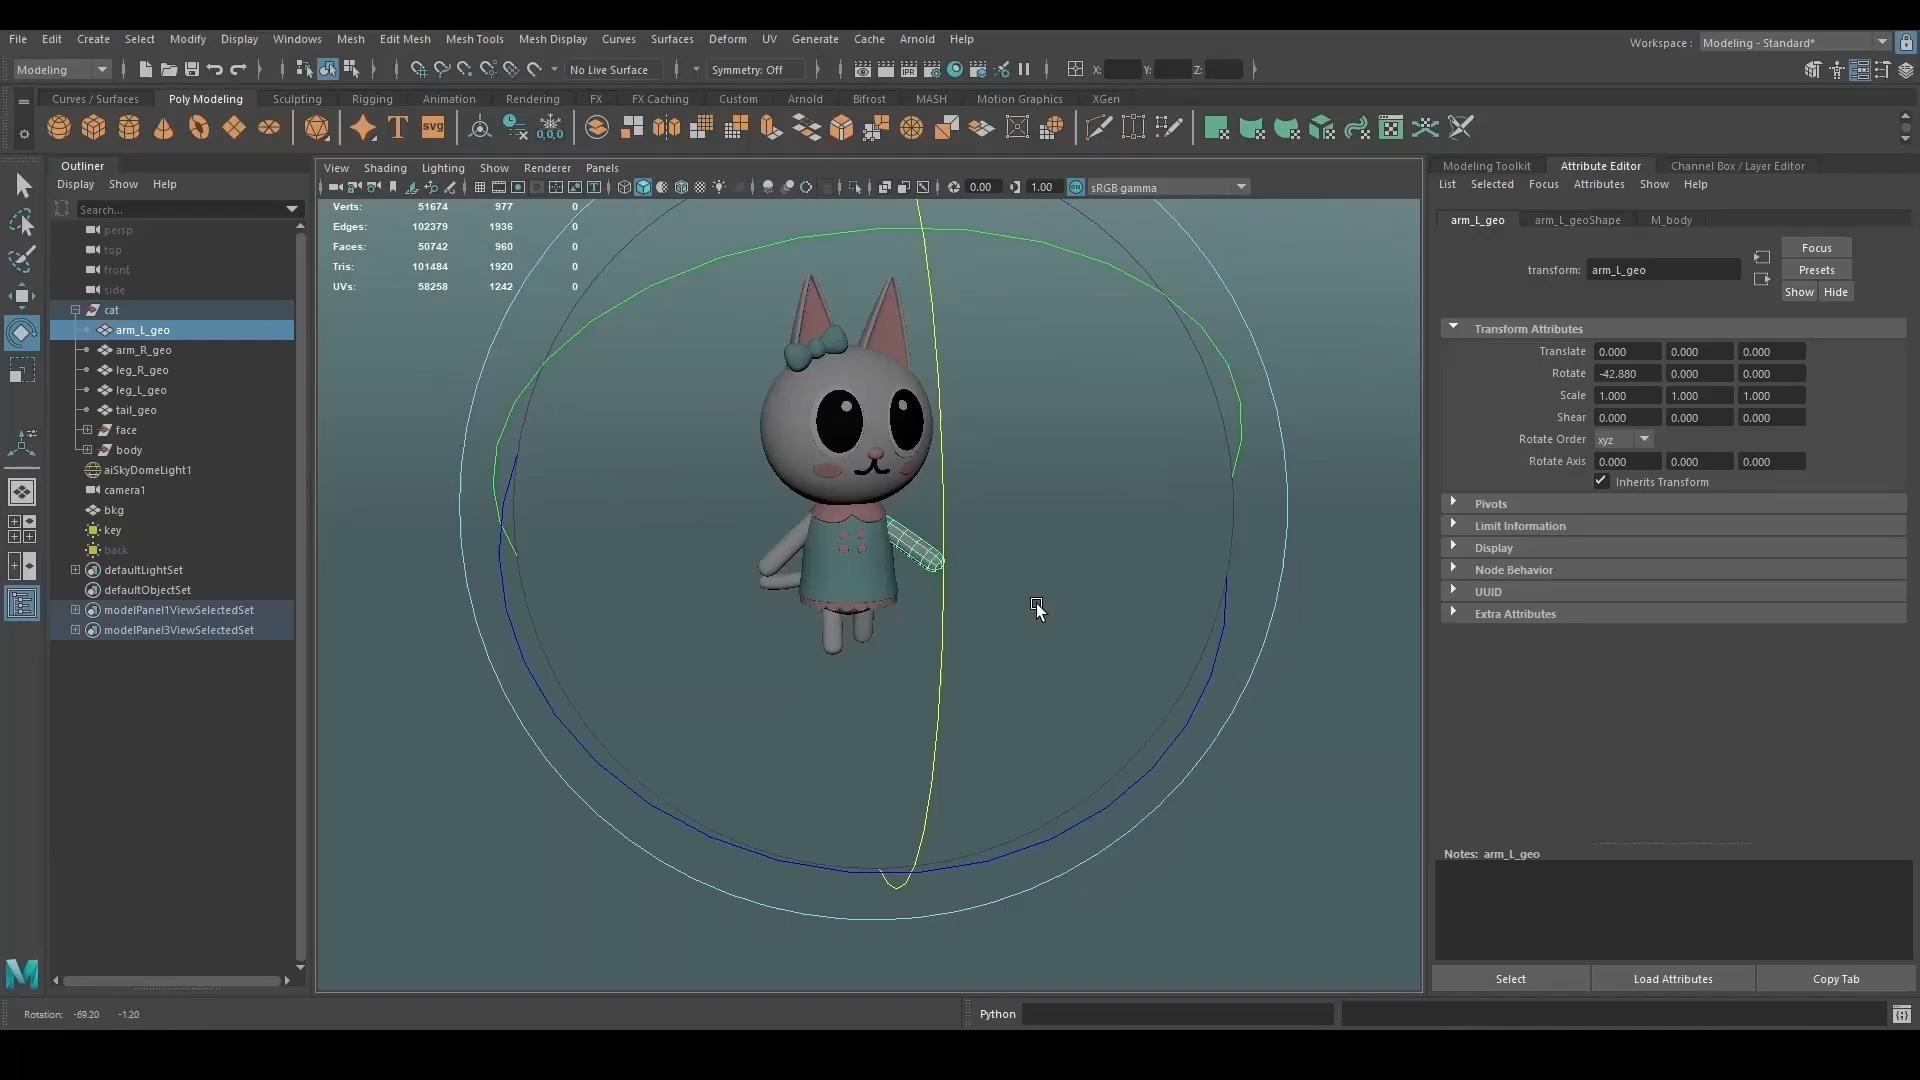 File Edit Create Select Modify Display Windows Mesh Edit Mesh Mesh Tools Mesh Display Curves Surfaces Deform UV Generate Cache Arnold Help
Workspace : Modeling - Standard*
Modeling No Live Surface Symmetry: Off IPR X: Y: Z:
Curves / Surfaces Poly Modeling Sculpting Rigging Animation Rendering FX FX Caching Custom Arnold Bifrost MASH Motion Graphics XGen
T SVG 0,0,0
Outliner
Display Show Help
Search...
persp
top
front
side
cat
arm_L_geo
arm_R_geo
leg_R_geo
leg_L_geo
tail_geo
face
body
aiSkyDomeLight1
camera1
bkg
key
back
defaultLightSet
defaultObjectSet
modelPanel1ViewSelectedSet
modelPanel3ViewSelectedSet
View Shading Lighting Show Renderer Panels
0.00 1.00 ON sRGB gamma
Verts: 51674 977 0
Edges: 102379 1936 0
Faces: 50742 960 0
Tris: 101484 1920 0
UVs: 58258 1242 0
Modeling Toolkit Attribute Editor Channel Box / Layer Editor
List Selected Focus Attributes Show Help
arm_L_geo arm_L_geoShape M_body
transform: arm_L_geo
Focus
Presets
Show Hide
Transform Attributes
Translate 0.000 0.000 0.000
Rotate -42.880 0.000 0.000
Scale 1.000 1.000 1.000
Shear 0.000 0.000 0.000
Rotate Order xyz
Rotate Axis 0.000 0.000 0.000
Inherits Transform
Pivots
Limit Information
Display
Node Behavior
UUID
Extra Attributes
Notes: arm_L_geo
Select Load Attributes Copy Tab
M
Rotation: -69.20 -1.20
Python